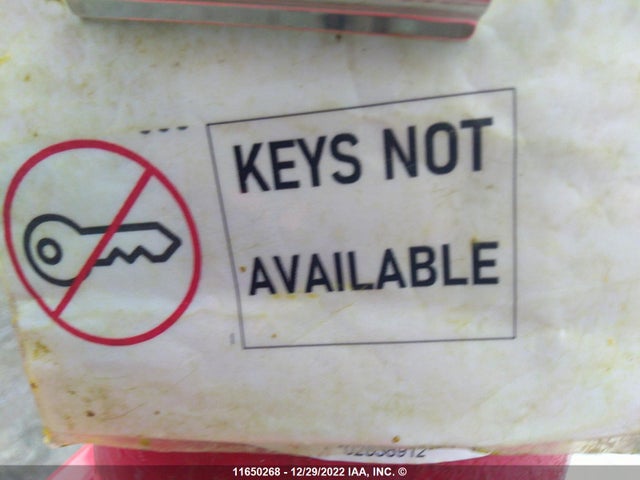 KEYS NOT
AVAILABLE
11650268 - 12/29/2022 IAA, INC. ©